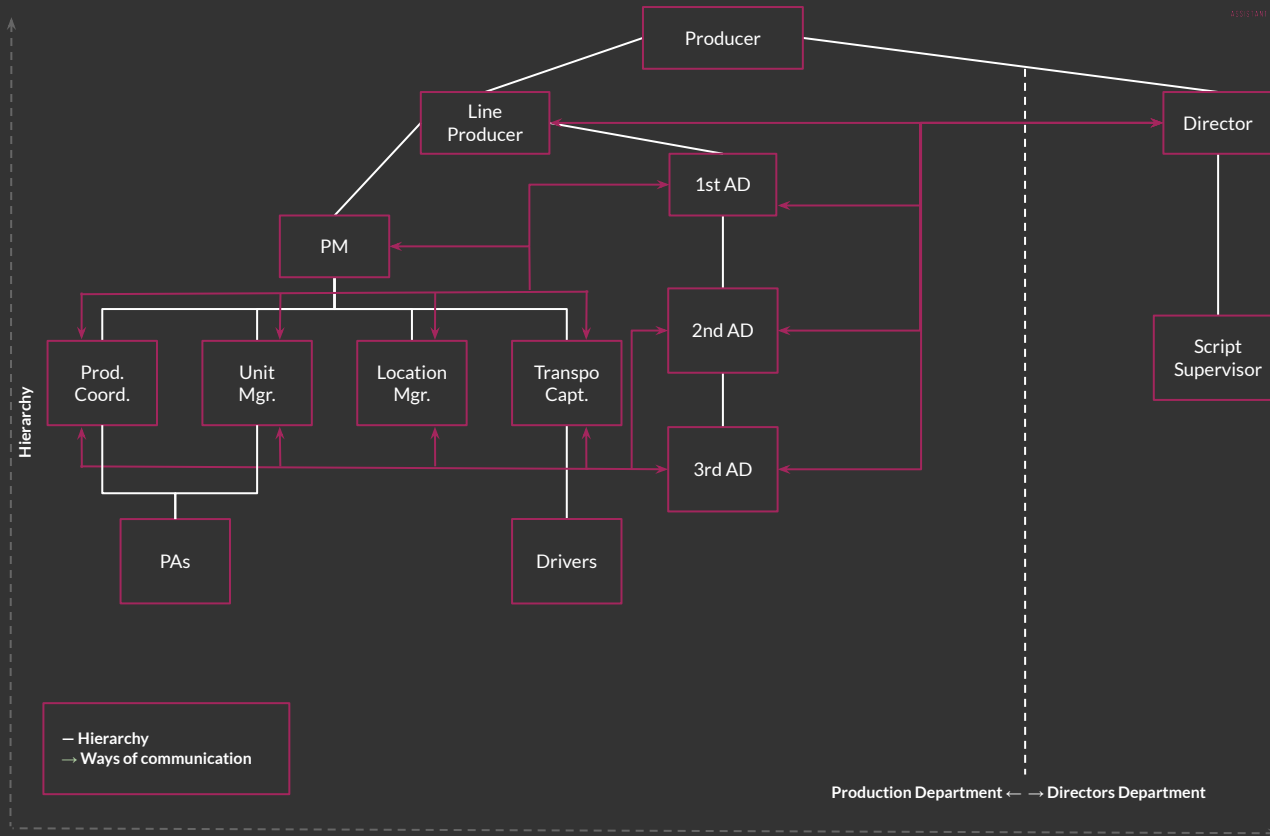 ASSISTANT
Producer
Line
Producer
Director
1st AD
PM
2nd AD
Script
Supervisor
Prod.
Coord.
Unit
Mgr.
Location
Mgr.
Transpo
Capt.
Hierarchy
3rd AD
PAs
Drivers
— Hierarchy
→ Ways of communication
Production Department ← → Directors Department